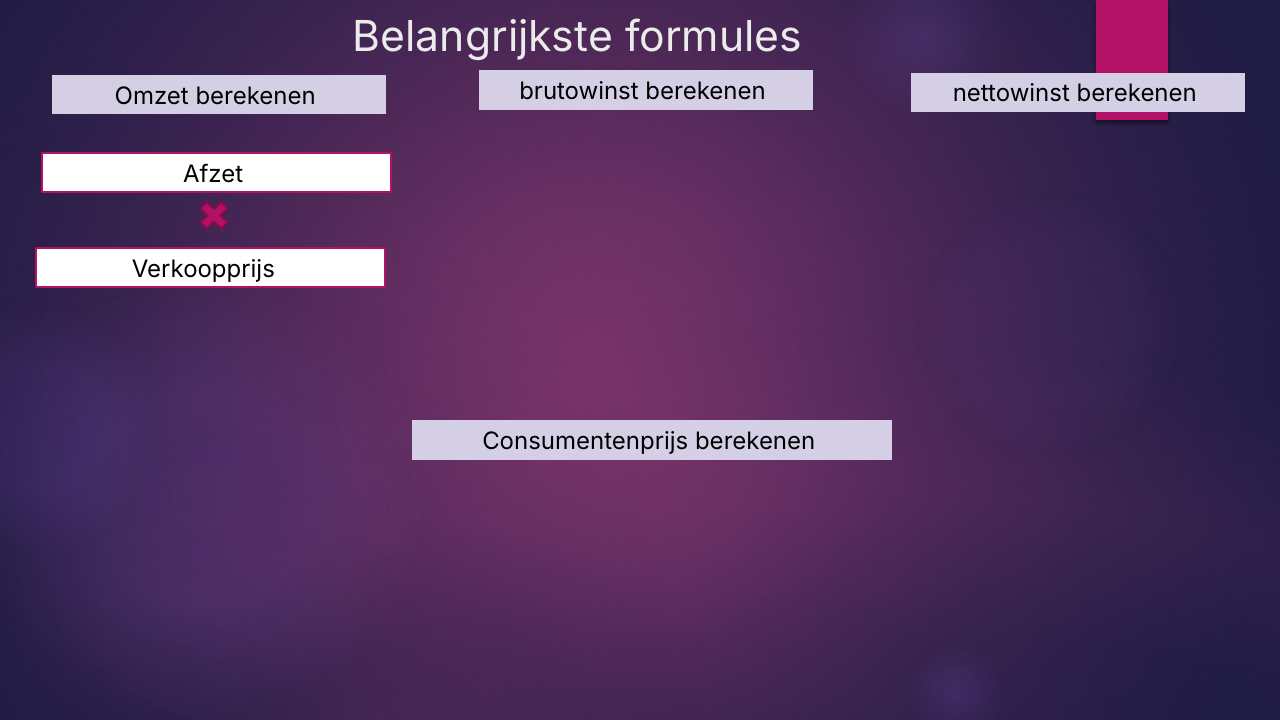 Belangrijkste formules
Omzet berekenen
brutowinst berekenen
nettowinst berekenen
Afzet
✖
Verkoopprijs
Consumentenprijs berekenen